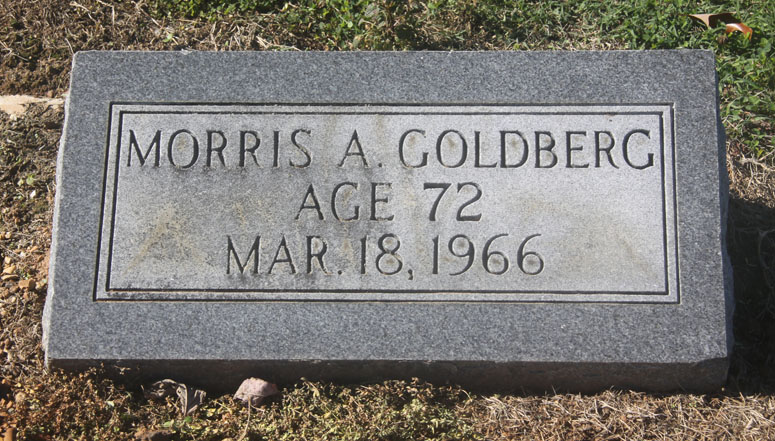 MORRIS A. GOLDBERG
AGE 72
MAR. 18, 1966